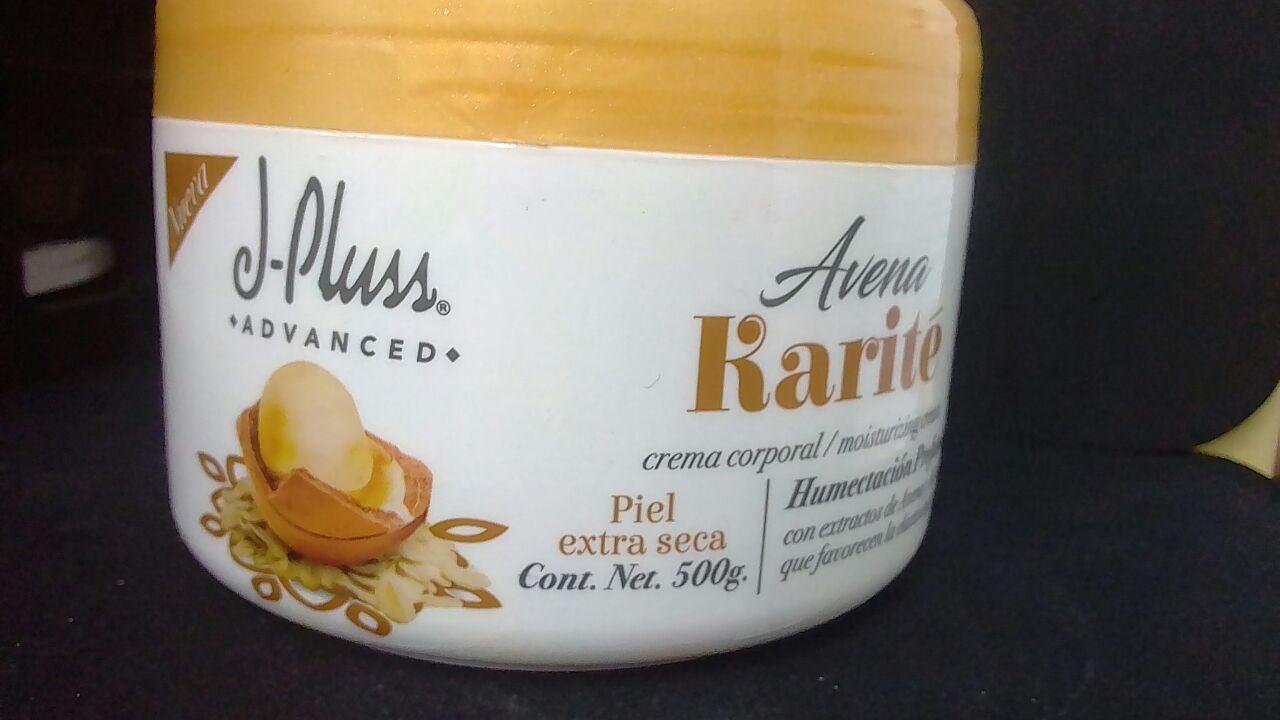 Nueva
J-Pluss®
ADVANCED
Avena
Karité
crema corporal / moisturizing
Piel
extra seca
Cont. Net. 500g.
Humectación
con extractos de
que favorecen la